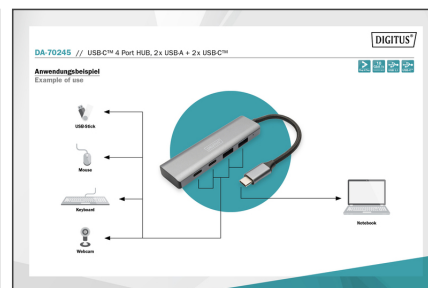 DIGITUS®
DA-70245 // USB-C™ 4 Port HUB, 2x USB-A + 2x USB-C™
Anwendungsbeispiel
Example of use
USB-Stick
Mouse
Keyboard
Webcam
Notebook